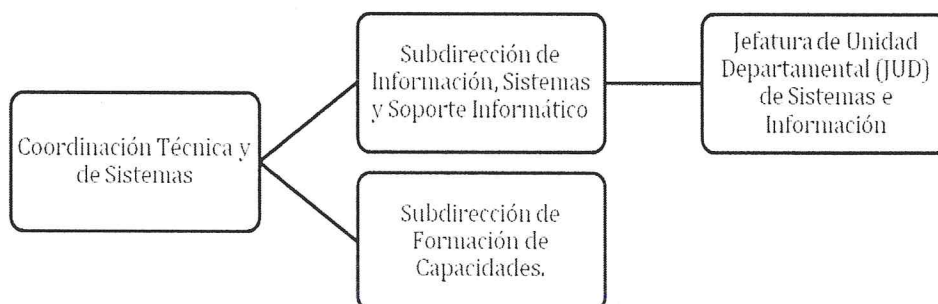 Coordinación Técnica y
de Sistemas
Subdirección de
Información, Sistemas
y Soporte Informático
Jefatura de Unidad
Departamental (JUD)
de Sistemas e
Información
Subdirección de
Formación de
Capacidades.